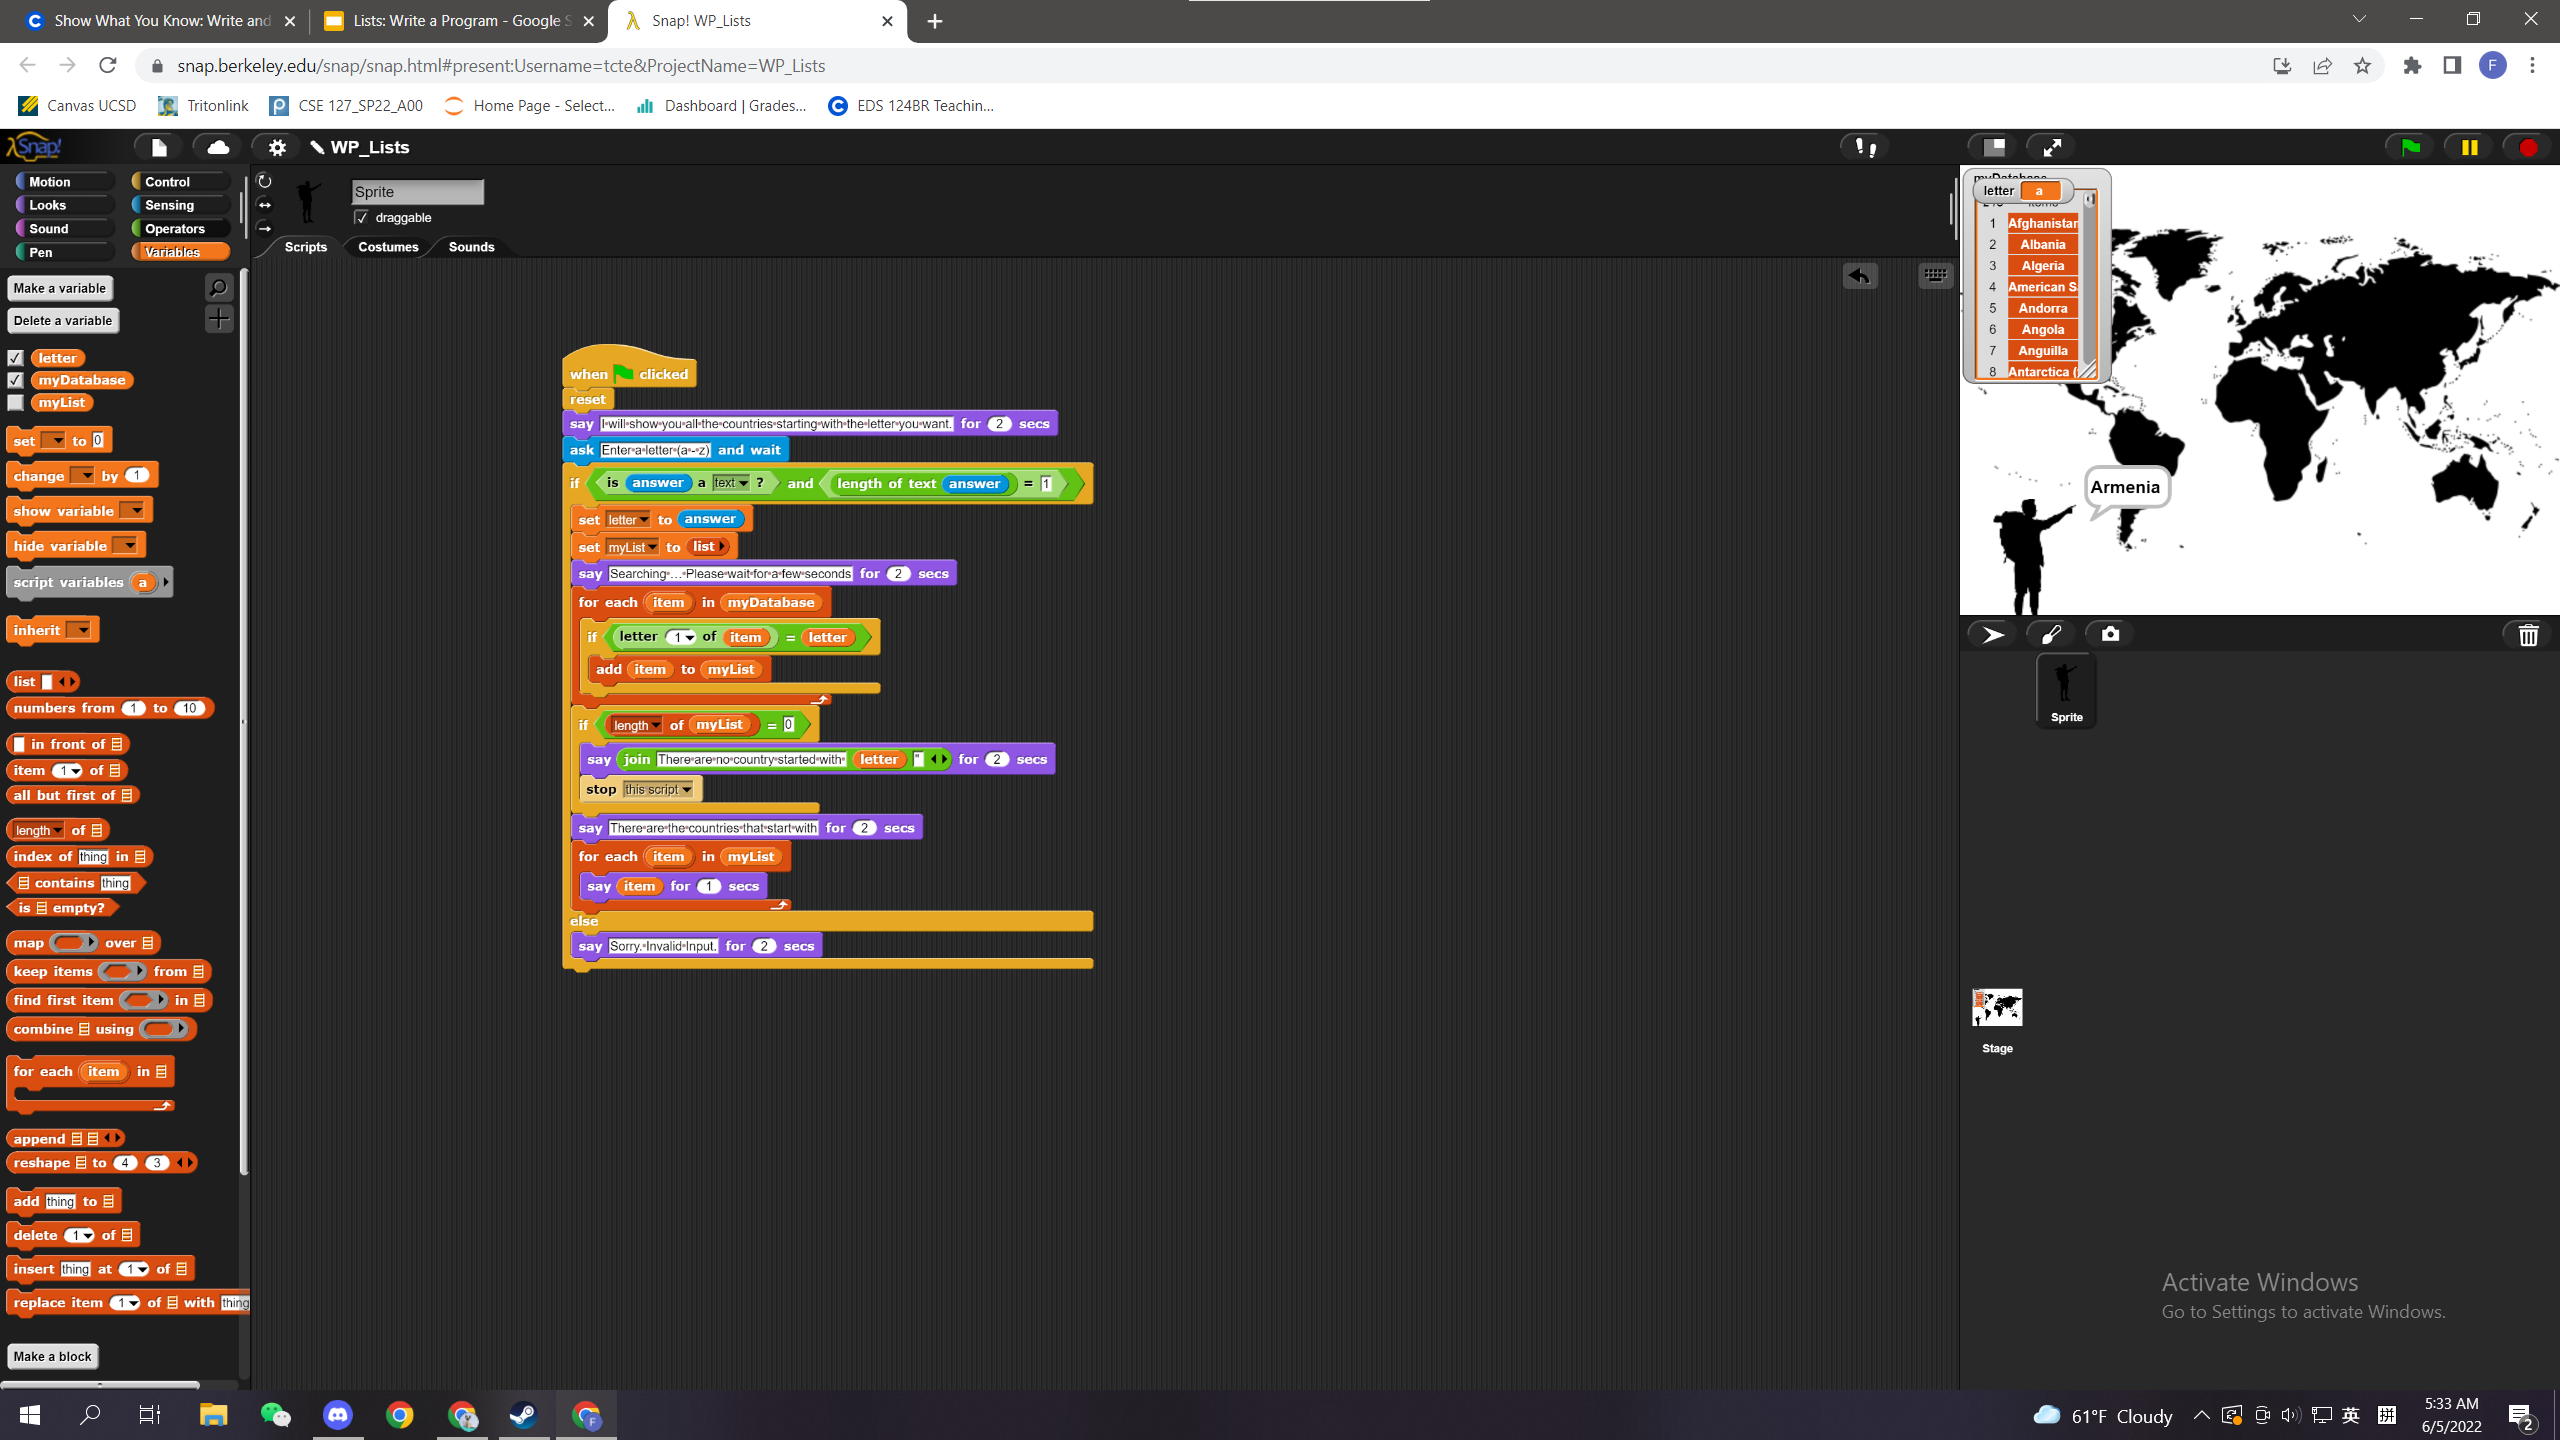 Show What You Know: Write and
Lists: Write a Program - Google S
Snap! WP_Lists
snap.berkeley.edu/snap/snap.html#present:Username=tcte&ProjectName=WP_Lists
F
Canvas UCSD
Tritonlink
CSE 127_SP22_A00
Home Page - Select...
Dashboard | Grades...
EDS 124BR Teachin...
Snap!
WP_Lists
Motion
Control
Looks
Sensing
Sound
Operators
Pen
Variables
Sprite
draggable
Scripts
Costumes
Sounds
Make a variable
Delete a variable
letter
myDatabase
myList
set to 0
change by 1
show variable
hide variable
script variables a
inherit
list
numbers from 1 to 10
in front of
item 1 of
all but first of
length of
index of thing in
contains thing
is empty?
map over
keep items from
find first item in
combine using
for each item in
append
reshape to 4 3
add thing to
delete 1 of
insert thing at 1 of
replace item 1 of with thing
Make a block
when clicked
reset
say I will show you all the countries starting with the letter you want. for 2 secs
ask Enter a letter (a - z) and wait
if is answer a text ? and length of text answer = 1
set letter to answer
set myList to list
say Searching ... Please wait for a few seconds for 2 secs
for each item in myDatabase
if letter 1 of item = letter
add item to myList
if length of myList = 0
say join There are no country started with letter " for 2 secs
stop this script
say There are the countries that start with for 2 secs
for each item in myList
say item for 1 secs
else
say Sorry. Invalid Input. for 2 secs
myDatabase
letter a
1 Afghanistan
2 Albania
3 Algeria
4 American S
5 Andorra
6 Angola
7 Anguilla
8 Antarctica (
Armenia
Sprite
Stage
Activate Windows
Go to Settings to activate Windows.
61°F Cloudy
英
拼
5:33 AM
6/5/2022
2